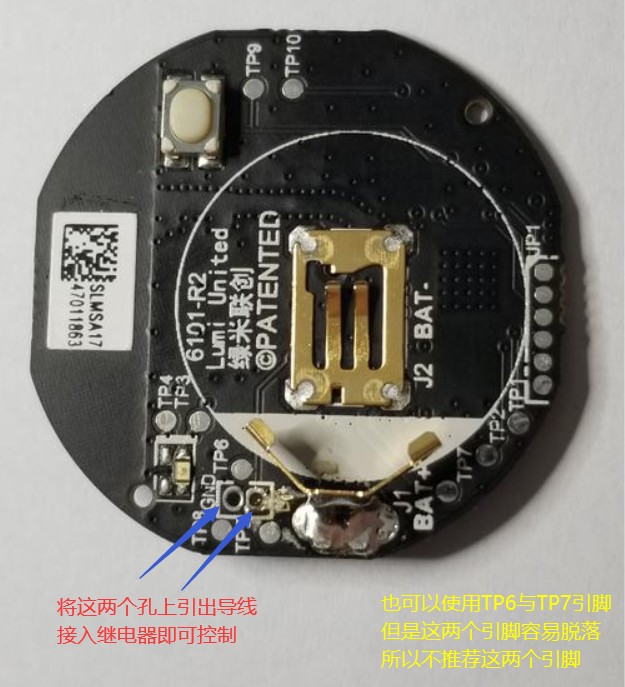 TP9
TP10
6101-R2
Lumi United
绿米联创
©PATENTED
SLMSA17
47011863
JP1
J2 BAT-
TP4
TP3
TP6
GND
TP8
J1
BAT+
TP7
TP2
TP1
将这两个孔上引出导线
接入继电器即可控制
也可以使用TP6与TP7引脚
但是这两个引脚容易脱落
所以不推荐这两个引脚